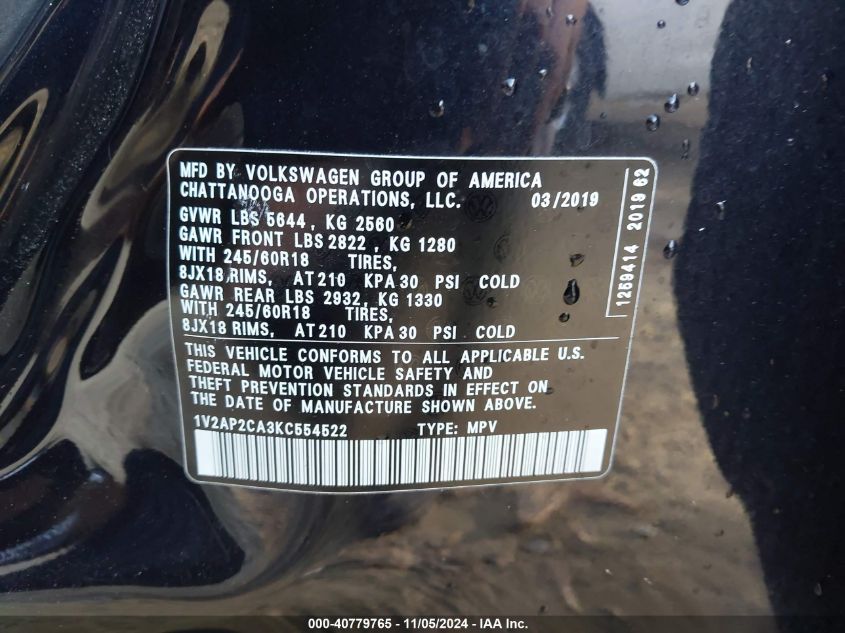 MFD BY VOLKSWAGEN GROUP OF AMERICA
CHATTANOOGA OPERATIONS, LLC. 03/2019
GVWR LBS 5644 , KG 2560
GAWR FRONT LBS 2822 , KG 1280
WITH 245/60R18 TIRES,
8JX18 RIMS, AT 210 KPA 30 PSI COLD
GAWR REAR LBS 2932, KG 1330
WITH 245/60R18 TIRES,
8JX18 RIMS, AT 210 KPA 30 PSI COLD
THIS VEHICLE CONFORMS TO ALL APPLICABLE U.S.
FEDERAL MOTOR VEHICLE SAFETY AND
THEFT PREVENTION STANDARDS IN EFFECT ON
THE DATE OF MANUFACTURE SHOWN ABOVE.
1V2AP2CA3KC554522 TYPE: MPV
1259414 2019 62
000-40779765 - 11/05/2024 - IAA Inc.